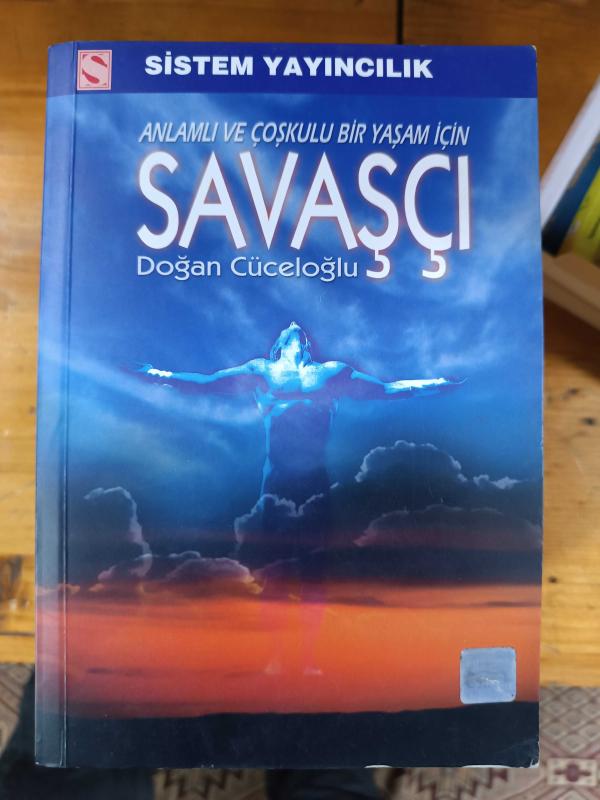 SİSTEM YAYINCILIK
ANLAMLI VE ÇOŞKULU BİR YAŞAM İÇİN
SAVAŞÇI
Doğan Cüceloğlu